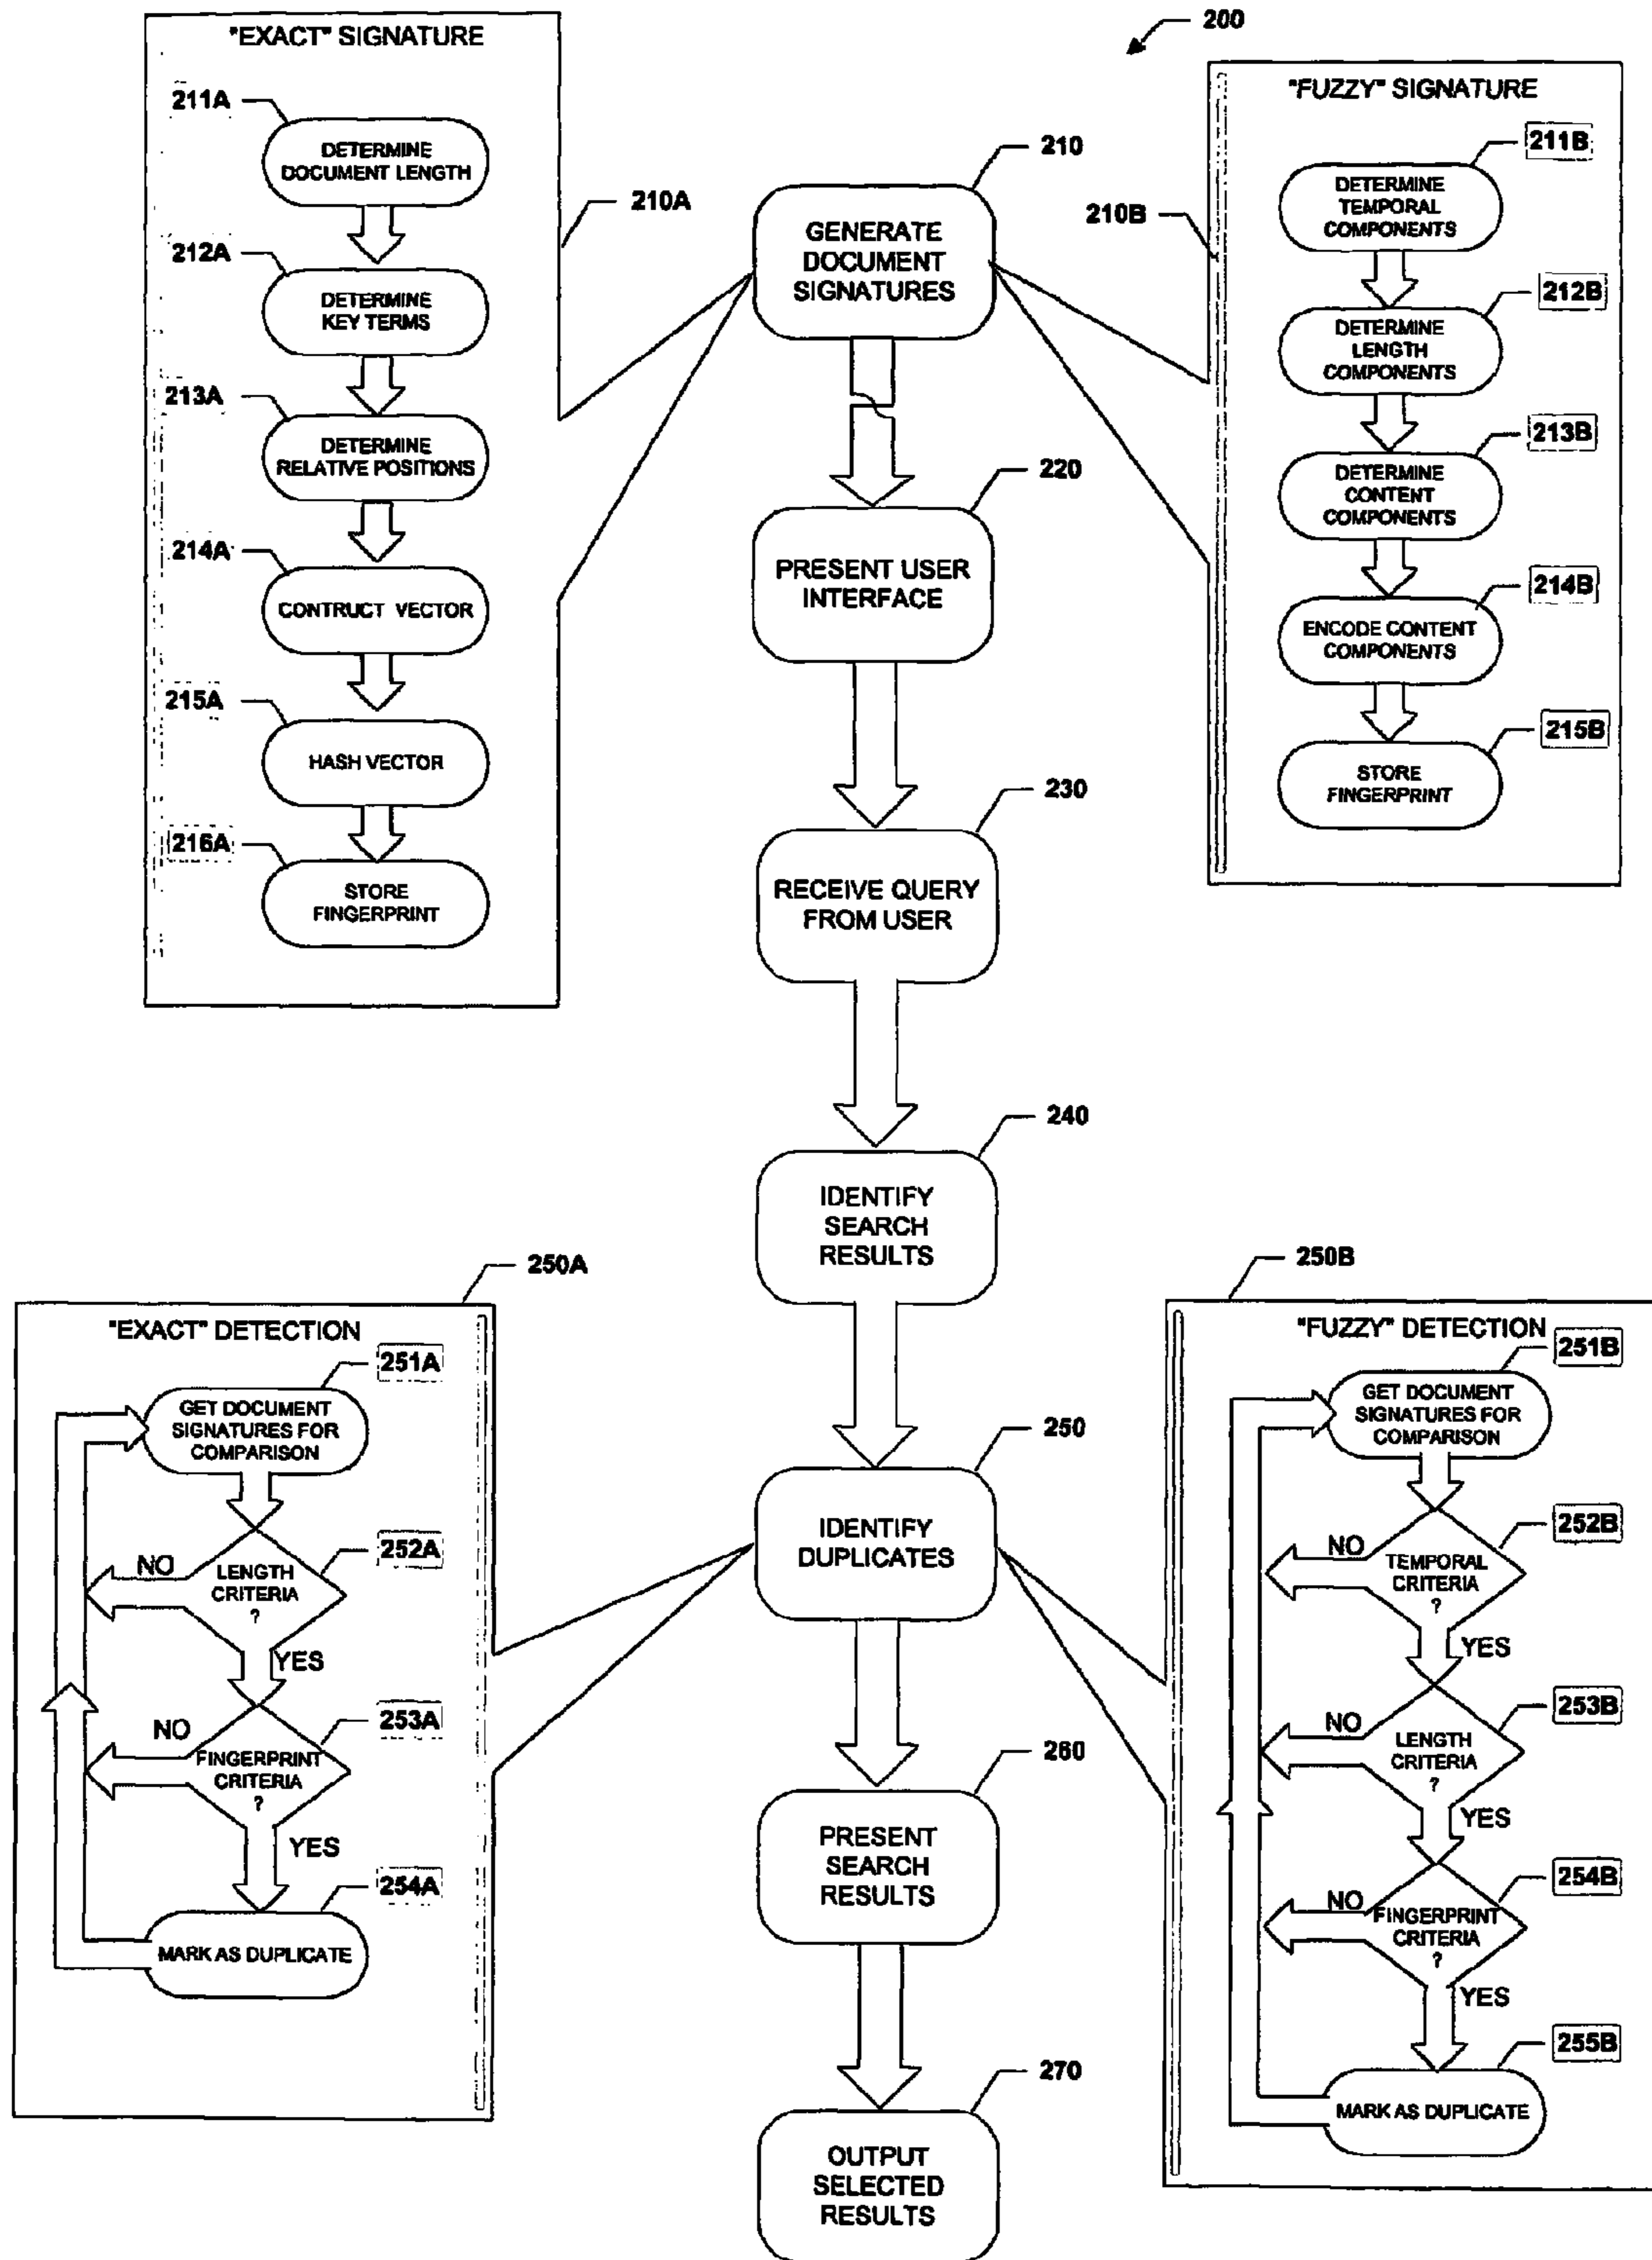 200
"EXACT" SIGNATURE
211A
DETERMINE
DOCUMENT LENGTH
212A
DETERMINE
KEY TERMS
213A
DETERMINE
RELATIVE POSITIONS
214A
CONTRUCT VECTOR
215A
HASH VECTOR
216A
STORE
FINGERPRINT
210A
210
GENERATE
DOCUMENT
SIGNATURES
220
PRESENT USER
INTERFACE
230
RECEIVE QUERY
FROM USER
240
IDENTIFY
SEARCH
RESULTS
250
IDENTIFY
DUPLICATES
260
PRESENT
SEARCH
RESULTS
270
OUTPUT
SELECTED
RESULTS
210B
"FUZZY" SIGNATURE
211B
DETERMINE
TEMPORAL
COMPONENTS
212B
DETERMINE
LENGTH
COMPONENTS
213B
DETERMINE
CONTENT
COMPONENTS
214B
ENCODE CONTENT
COMPONENTS
215B
STORE
FINGERPRINT
250A
"EXACT" DETECTION
251A
GET DOCUMENT
SIGNATURES FOR
COMPARISON
252A
NO
LENGTH
CRITERIA
?
YES
253A
NO
FINGERPRINT
CRITERIA
?
YES
254A
MARK AS DUPLICATE
250B
"FUZZY" DETECTION
251B
GET DOCUMENT
SIGNATURES FOR
COMPARISON
252B
NO
TEMPORAL
CRITERIA
?
YES
253B
NO
LENGTH
CRITERIA
?
YES
254B
NO
FINGERPRINT
CRITERIA
?
YES
255B
MARK AS DUPLICATE